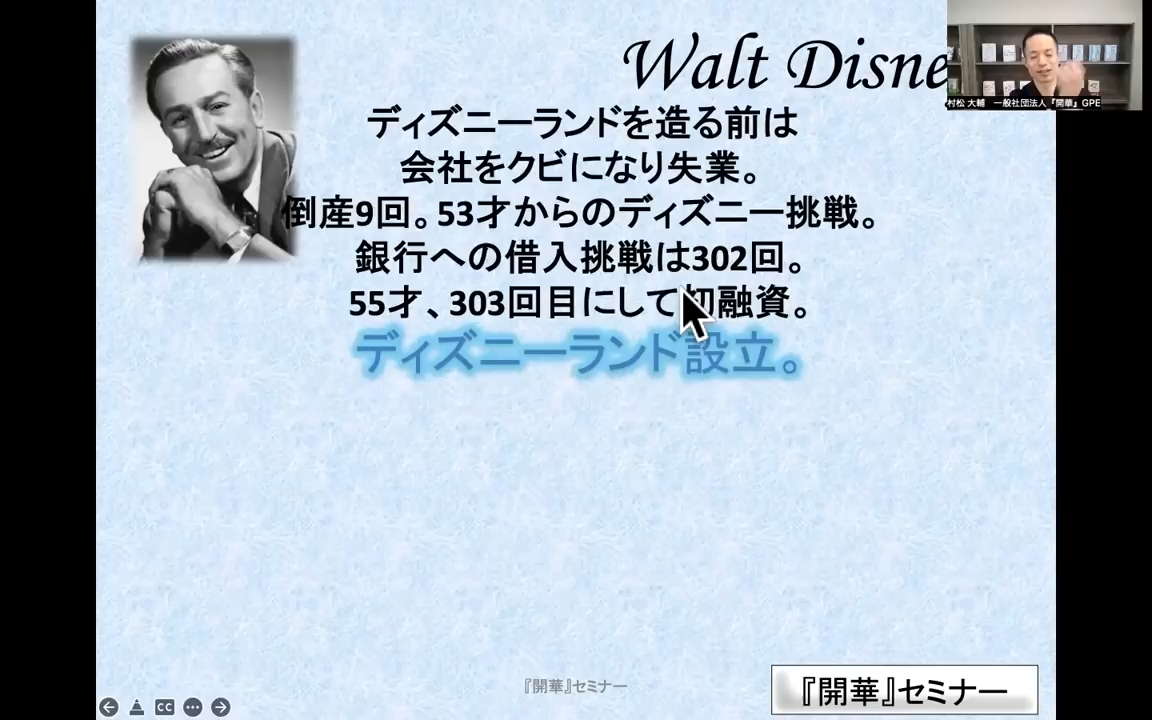 Walt Disne
ディズニーランドを造る前は
会社をクビになり失業。
倒産9回。53才からのディズニー挑戦。
銀行への借入挑戦は302回。
55才、303回目にして初融資。
ディズニーランド設立。
村松 大輔 一般社団法人『開華』GPE
『開華』セミナー
『開華』セミナー
CC